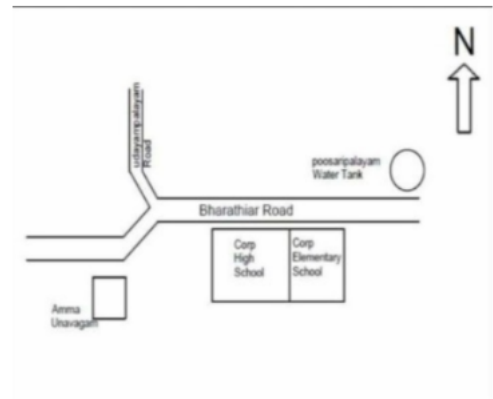 N
udayampalayam
Road
poosaripalayam
Water Tank
Bharathiar Road
Corp
High
School
Corp
Elementary
School
Amma
Unavagam